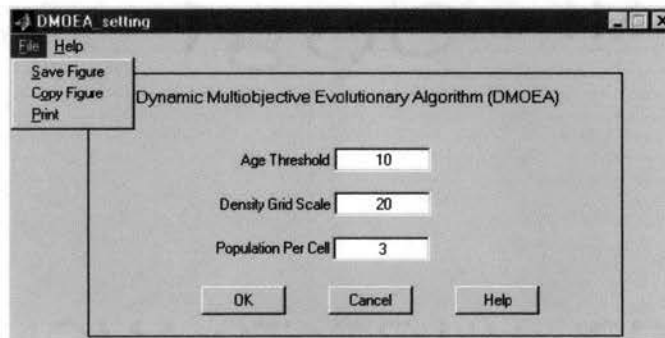 DMOEA_setting
File Help
Save Figure
Copy Figure
Print
Dynamic Multiobjective Evolutionary Algorithm (DMOEA)
Age Threshold 10
Density Grid Scale 20
Population Per Cell 3
OK Cancel Help